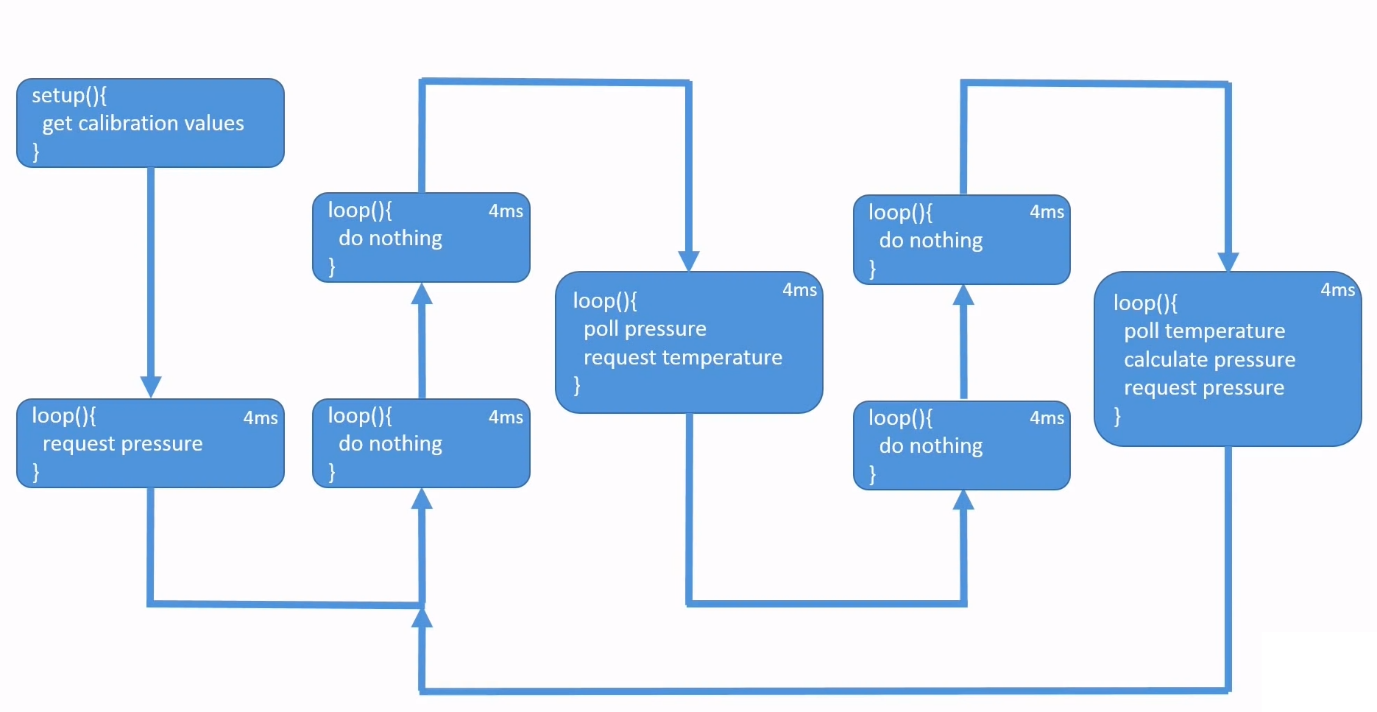 setup(){
get calibration values
}
loop(){ 4ms
request pressure
}
loop(){ 4ms
do nothing
}
loop(){ 4ms
do nothing
}
loop(){ 4ms
poll pressure
request temperature
}
loop(){ 4ms
do nothing
}
loop(){ 4ms
do nothing
}
loop(){ 4ms
poll temperature
calculate pressure
request pressure
}